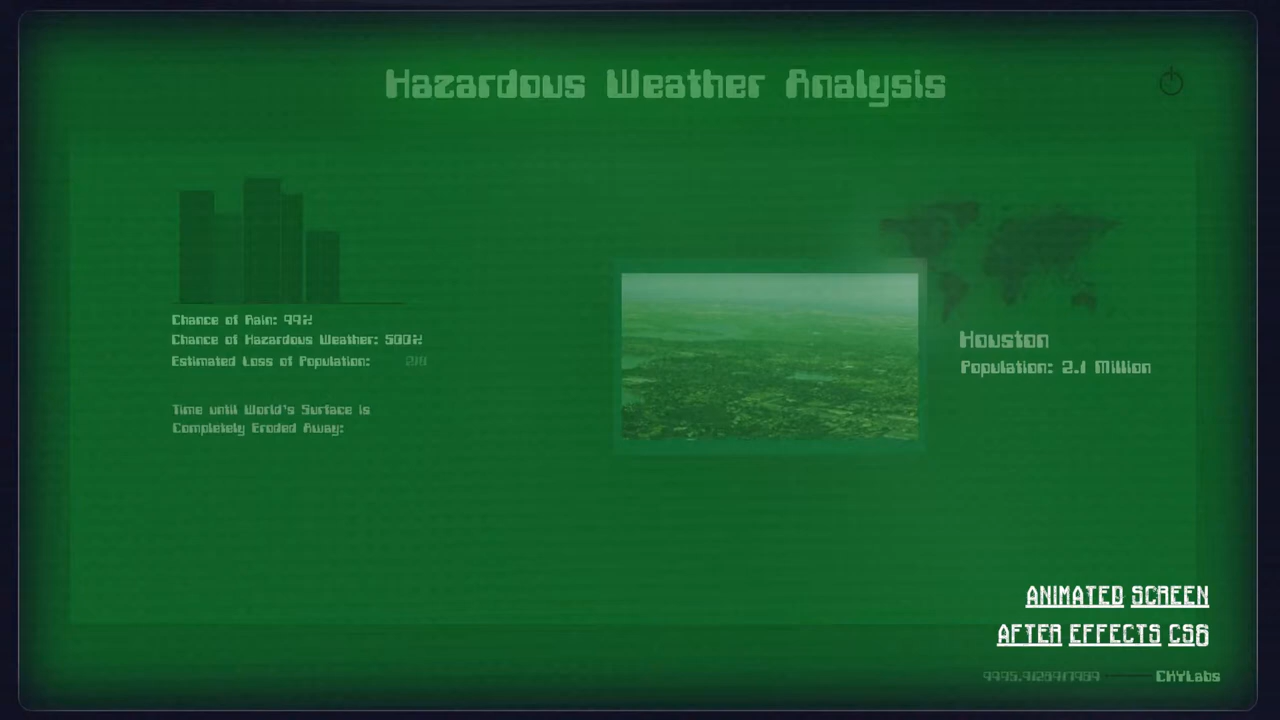 Hazardous Weather Analysis
Chance of Rain: 99%
Chance of Hazardous Weather: 500%
Estimated Loss of Population:
Time until World's Surface is
Completely Eroded Away:
Houston
Population: 2.1 Million
ANIMATED SCREEN
AFTER EFFECTS CS6
CKYLabs